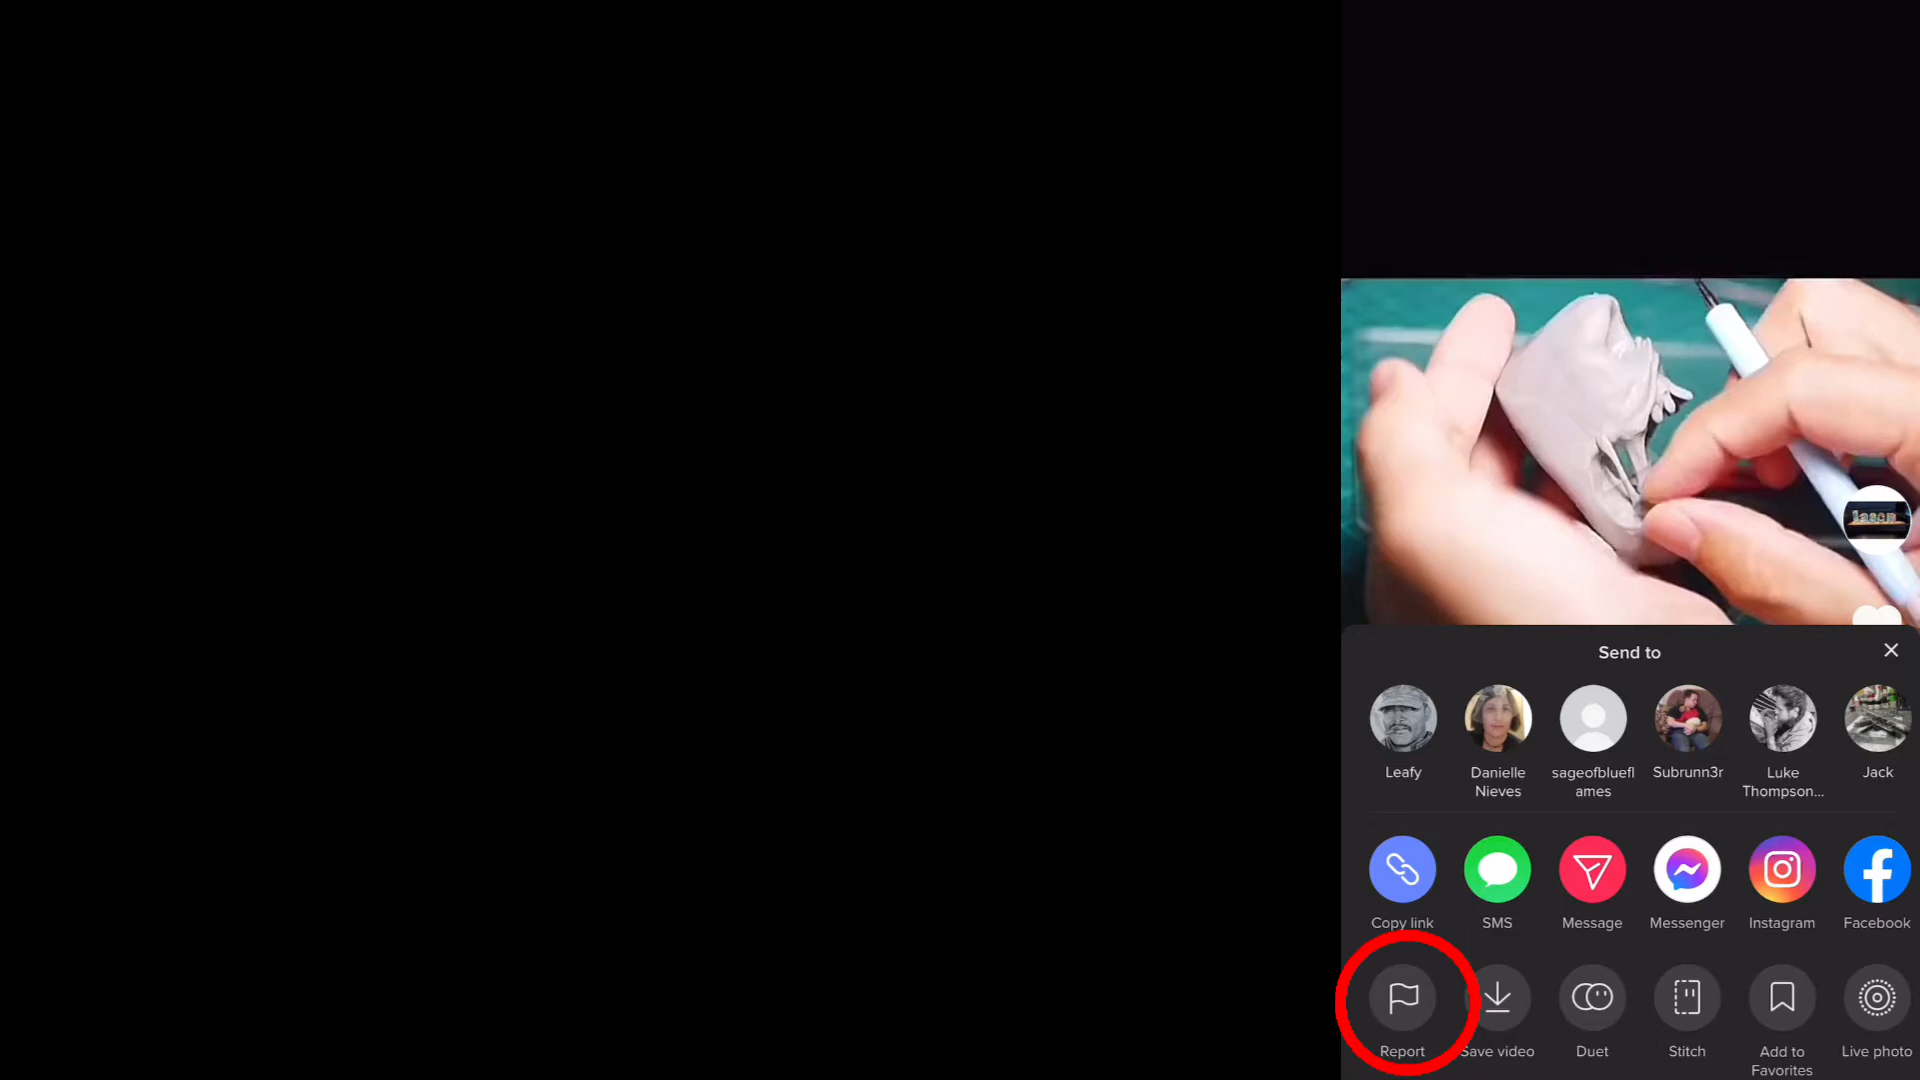 Jason
Send to
Leafy
Danielle
Nieves
sageofbluefl
ames
Subrunn3r
Luke
Thompson...
Jack
Copy link
SMS
Message
Messenger
Instagram
Facebook
Report
Save video
Duet
Stitch
Add to
Favorites
Live photo